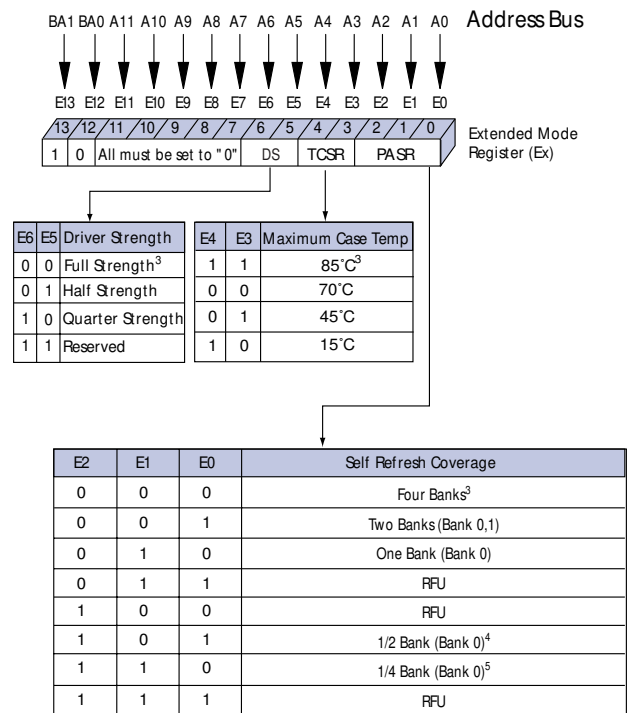 BA1 BA0 A11 A10 A9 A8 A7 A6 A5 A4 A3 A2 A1 A0 Address Bus
E13 E12 E11 E10 E9 E8 E7 E6 E5 E4 E3 E2 E1 E0
13 12 11 10 9 8 7 6 5 4 3 2 1 0
1 0 All must be set to "0" DS TCSR PASR
Extended Mode
Register (Ex)
E6 E5 Driver Strength
0 0 Full Strength3
0 1 Half Strength
1 0 Quarter Strength
1 1 Reserved
E4 E3 Maximum Case Temp
1 1 85˚C3
0 0 70˚C
0 1 45˚C
1 0 15˚C
E2 E1 E0 Self Refresh Coverage
0 0 0 Four Banks3
0 0 1 Two Banks (Bank 0,1)
0 1 0 One Bank (Bank 0)
0 1 1 RFU
1 0 0 RFU
1 0 1 1/2 Bank (Bank 0)4
1 1 0 1/4 Bank (Bank 0)5
1 1 1 RFU